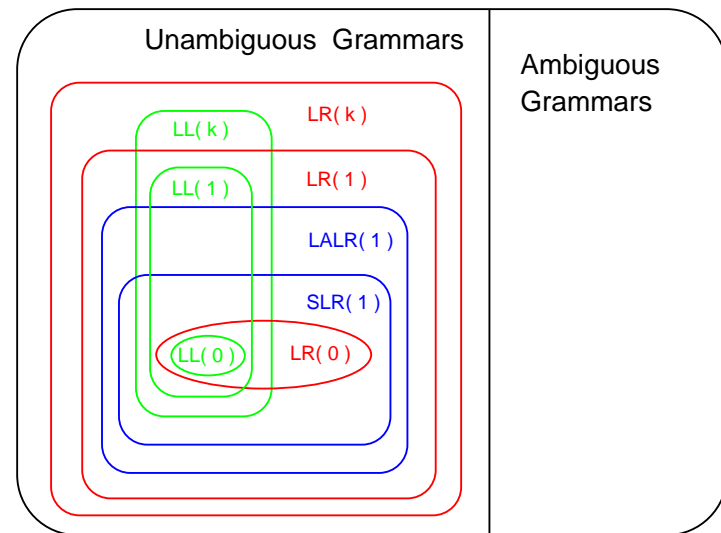 Unambiguous Grammars
Ambiguous
Grammars
LR( k )
LL( k )
LR( 1 )
LL( 1 )
LALR( 1 )
SLR( 1 )
LL( 0 )
LR( 0 )